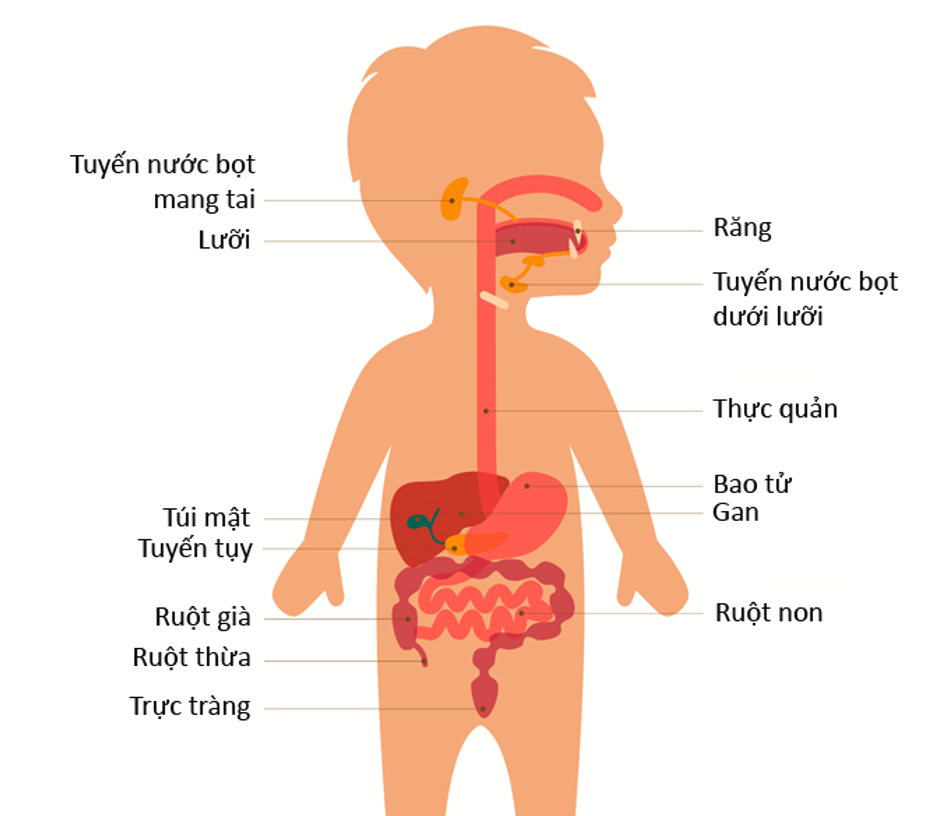 Tuyến nước bọt
mang tai
Lưỡi
Túi mật
Tuyến tụy
Ruột già
Ruột thừa
Trực tràng
Răng
Tuyến nước bọt
dưới lưỡi
Thực quản
Bao tử
Gan
Ruột non